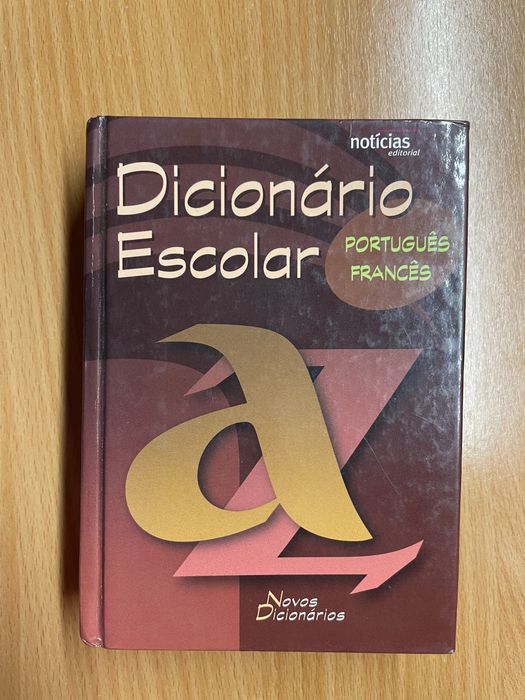 notícias
editorial
Dicionário
Escolar
PORTUGUÊS
FRANCÊS
a Z
Novos
Dicionários